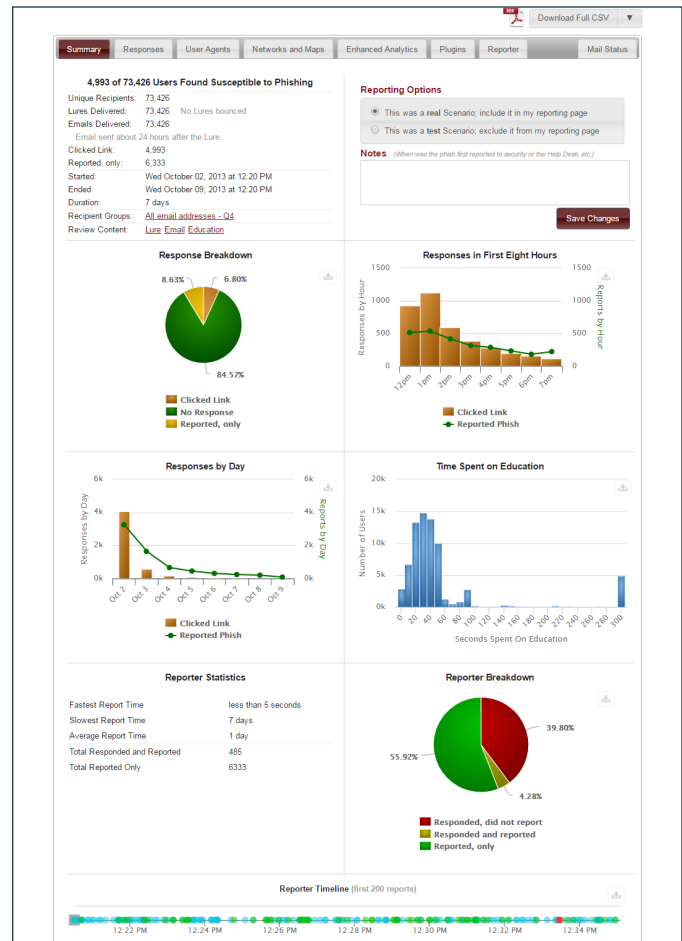 PDF
Download Full CSV ▼
Summary Responses User Agents Networks and Maps Enhanced Analytics Plugins Reporter Mail Status
4,993 of 73,426 Users Found Susceptible to Phishing
Unique Recipients: 73,426
Lures Delivered: 73,426 No Lures bounced
Emails Delivered: 73,426
Email sent about 24 hours after the Lure.
Clicked Link: 4,993
Reported, only: 6,333
Started: Wed October 02, 2013 at 12:20 PM
Ended: Wed October 09, 2013 at 12:20 PM
Duration: 7 days
Recipient Groups: All email addresses - Q4
Review Content: Lure Email Education
Reporting Options
This was a real Scenario; include it in my reporting page
This was a test Scenario; exclude it from my reporting page
Notes (When was the phish first reported to security or the Help Desk, etc.)
Save Changes
Response Breakdown
8.63% 6.80%
84.57%
Clicked Link
No Response
Reported, only
Responses in First Eight Hours
1500 1500
1000 1000
500 500
0 0
Responses by Hour
Reports by Hour
12pm 1pm 2pm 3pm 4pm 5pm 6pm 7pm
Clicked Link
Reported Phish
Responses by Day
6k 6k
4k 4k
2k 2k
0k 0k
Responses by Day
Reports by Day
Oct 2 Oct 3 Oct 4 Oct 5 Oct 6 Oct 7 Oct 8 Oct 9
Clicked Link
Reported Phish
Time Spent on Education
20k
15k
10k
5k
0k
Number of Users
0 20 40 60 80 100 120 140 160 180 200 220 240 260 280 300
Seconds Spent On Education
Reporter Statistics
Fastest Report Time less than 5 seconds
Slowest Report Time 7 days
Average Report Time 1 day
Total Responded and Reported 485
Total Reported Only 6333
Reporter Breakdown
39.80%
55.92%
4.28%
Responded, did not report
Responded and reported
Reported, only
Reporter Timeline (first 200 reports)
12:22 PM 12:24 PM 12:26 PM 12:28 PM 12:30 PM 12:32 PM 12:34 PM